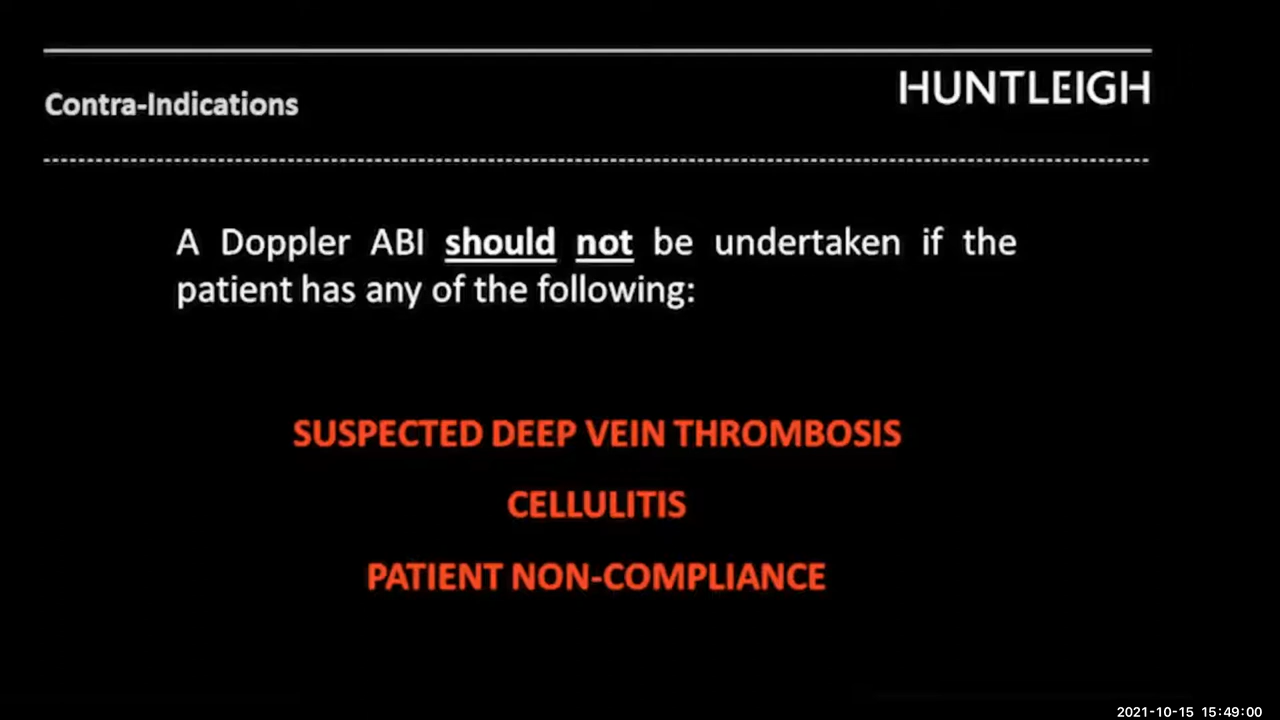 HUNTLEIGH
Contra-Indications
A Doppler ABI should not be undertaken if the
patient has any of the following:
SUSPECTED DEEP VEIN THROMBOSIS
CELLULITIS
PATIENT NON-COMPLIANCE
2021-10-15 15:49:00